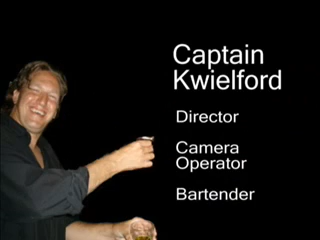 Captain
Kwielford
Director
Camera
Operator
Bartender